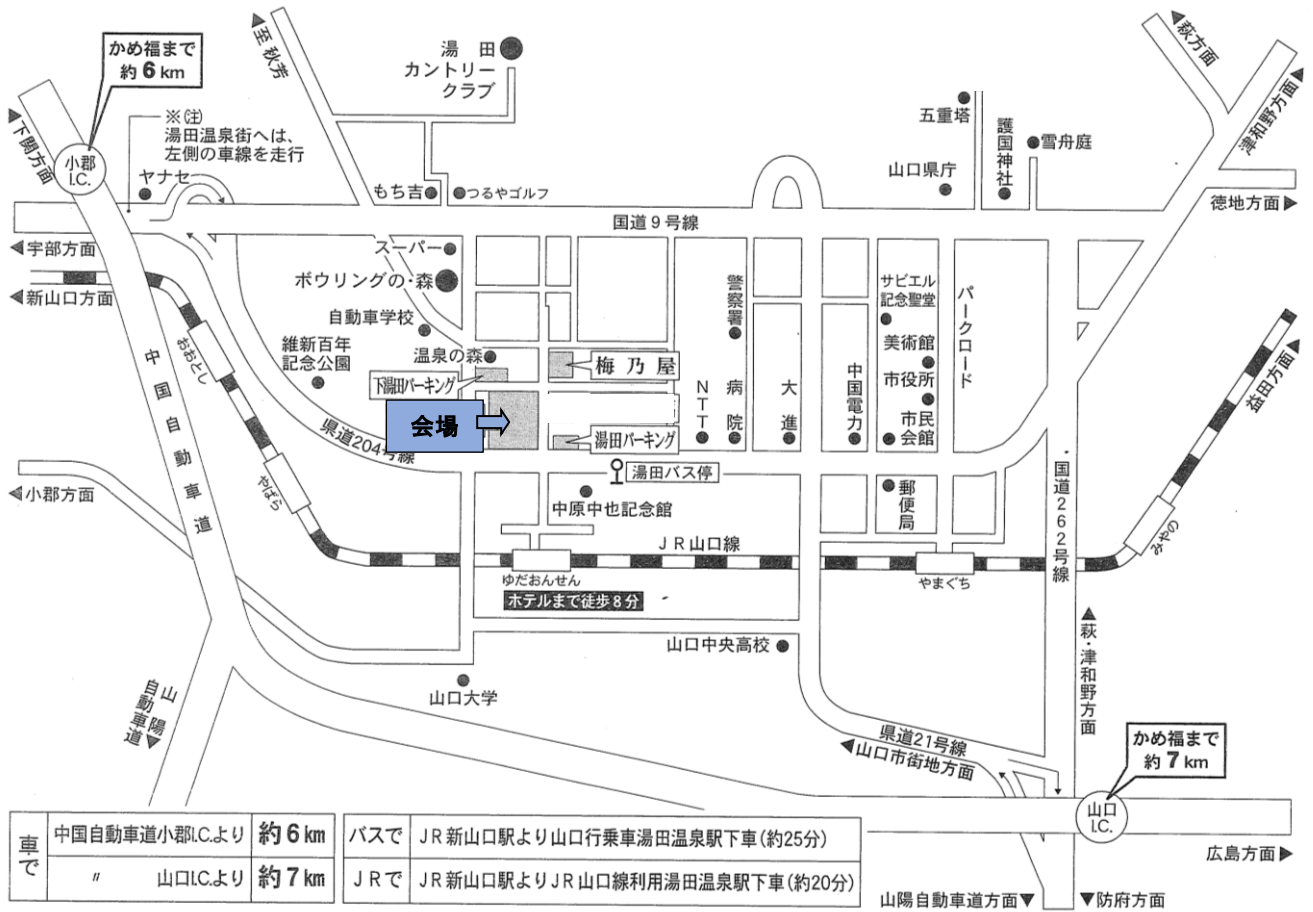 かめ福まで
約6km
▲至 秋芳
湯田
カントリー
クラブ
▲萩方面
津和野方面▲
▲下関方面
小郡
I.C.
※(注)
湯田温泉街へは、
左側の車線を走行
ヤナセ
もち吉
つるやゴルフ
五重塔
護国神社
雪舟庭
山口県庁
徳地方面▶
国道9号線
◀宇部方面
スーパー
ボウリングの・森
◀新山口方面
自動車学校
警察署
サビエル
記念聖堂
パークロード
おおとし
維新百年
記念公園
温泉の森
梅乃屋
下湯田パーキング
美術館
市役所
市民
会館
中国自動車道
会場
NTT
病院
大進
中国電力
益田方面▲
県道204号線
湯田パーキング
湯田バス停
◀小郡方面
やばら
中原中也記念館
郵便局
国道262号線
JR山口線
みやの
ゆだおんせん
ホテルまで徒歩8分
やまぐち
山口中央高校
▲萩・津和野方面
山口大学
山陽自動車道▼
県道21号線
◀山口市街地方面
かめ福まで
約7km
山口
I.C.
広島方面▶
山陽自動車道方面▼
▼防府方面
車で
中国自動車道小郡I.C.より 約6km
〃 山口I.C.より 約7km
バスで JR新山口駅より山口行乗車湯田温泉駅下車(約25分)
JRで JR新山口駅よりJR山口線利用湯田温泉駅下車(約20分)